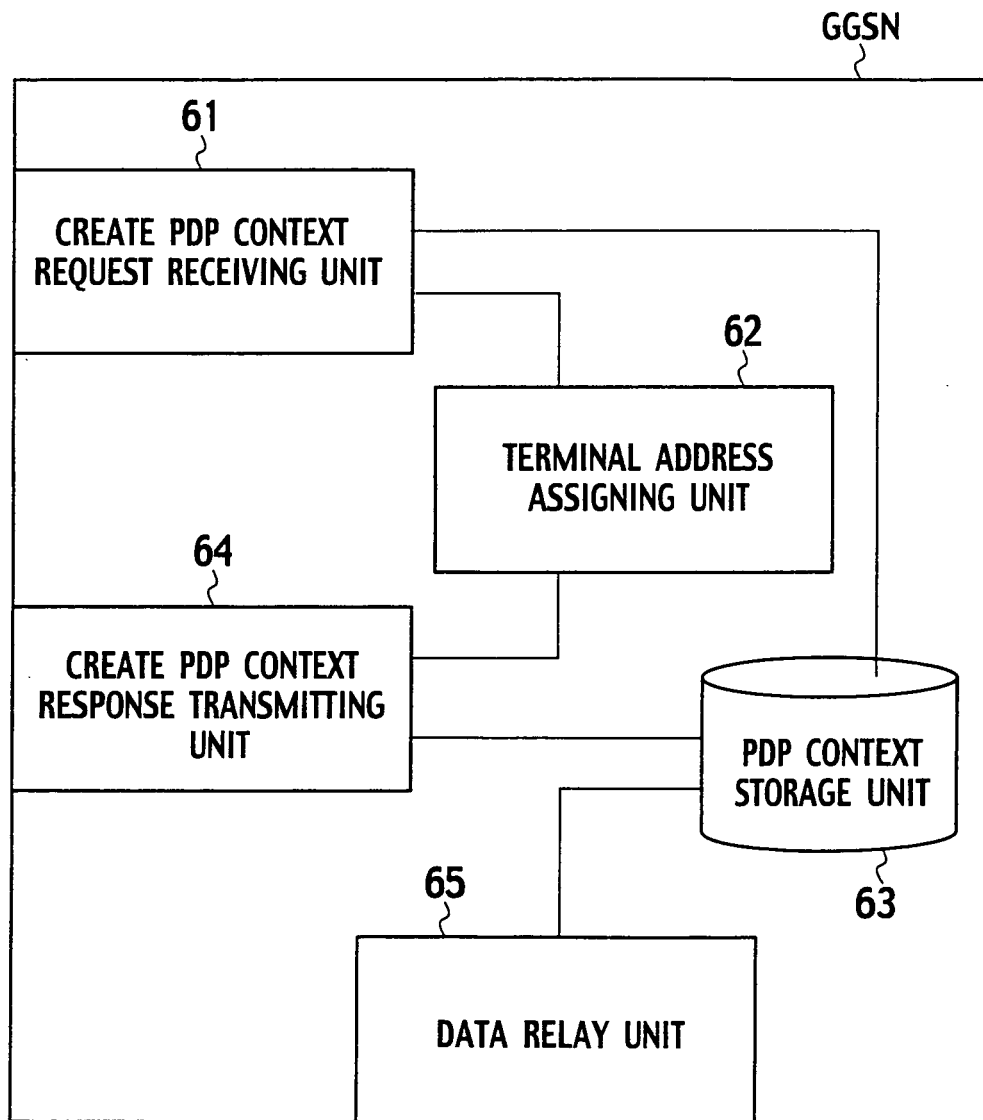 GGSN
61
CREATE PDP CONTEXT
REQUEST RECEIVING UNIT
62
TERMINAL ADDRESS
ASSIGNING UNIT
64
CREATE PDP CONTEXT
RESPONSE TRANSMITTING
UNIT
PDP CONTEXT
STORAGE UNIT
63
65
DATA RELAY UNIT